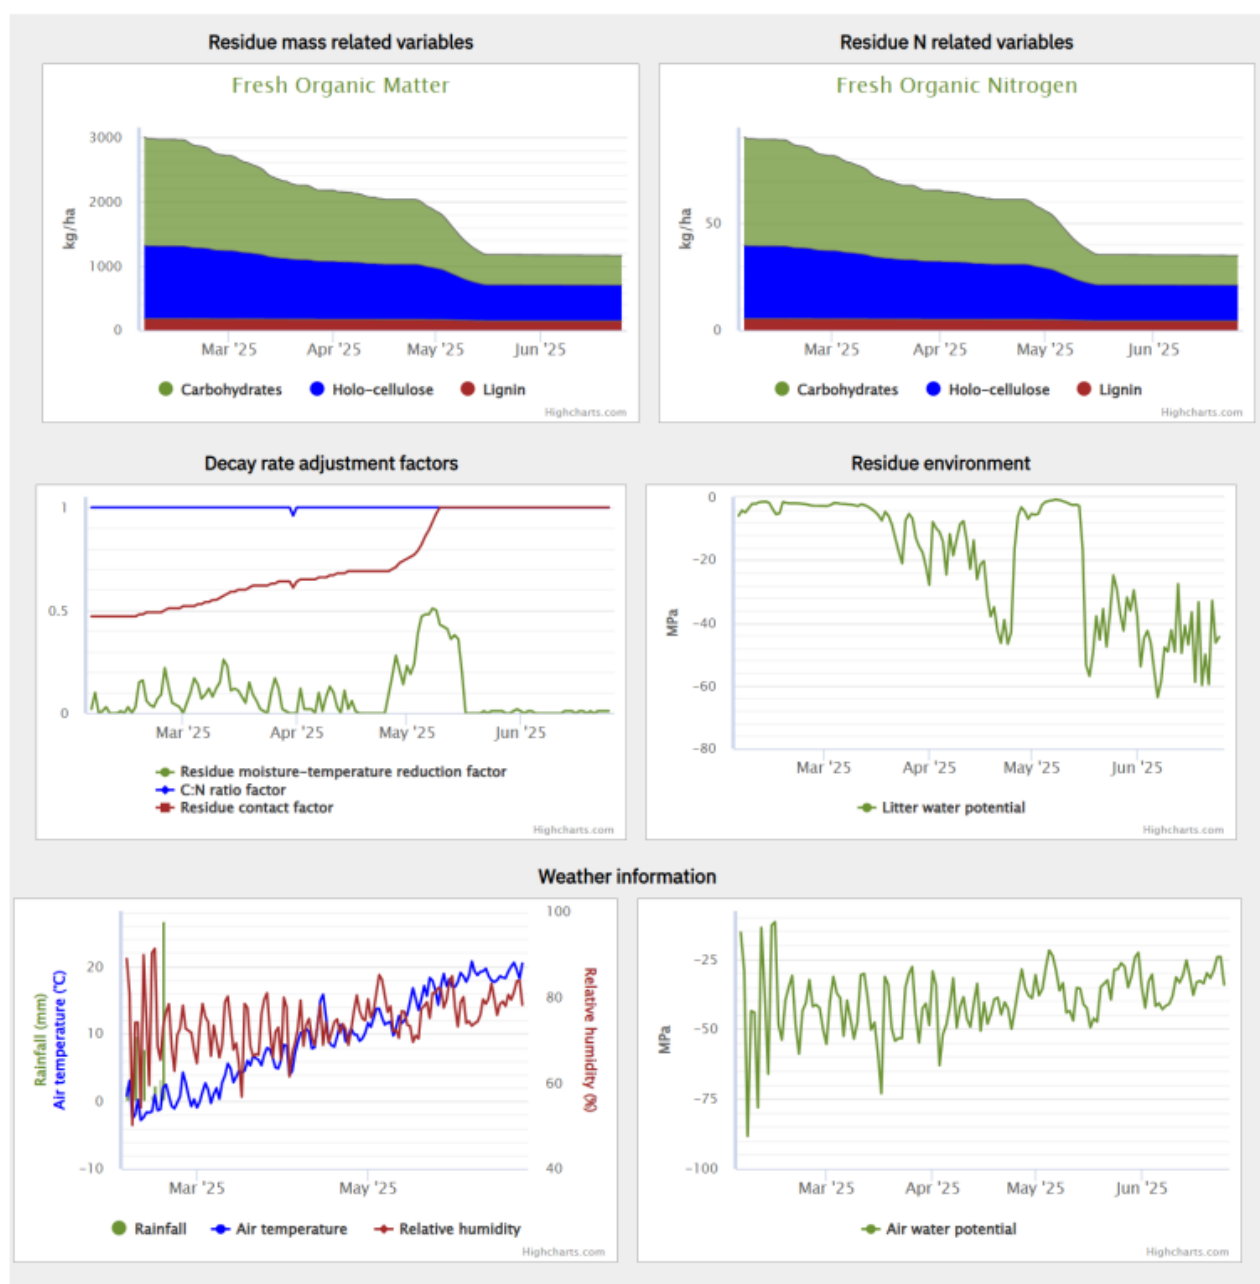 Residue mass related variables
Residue N related variables
Fresh Organic Matter
3000
2000
1000
0
kg/ha
Mar '25
Apr '25
May '25
Jun '25
Carbohydrates
Holo-cellulose
Lignin
Highcharts.com
Fresh Organic Nitrogen
50
0
kg/ha
Mar '25
Apr '25
May '25
Jun '25
Carbohydrates
Holo-cellulose
Lignin
Highcharts.com
Decay rate adjustment factors
Residue environment
1
0.5
0
Mar '25
Apr '25
May '25
Jun '25
Residue moisture-temperature reduction factor
C:N ratio factor
Residue contact factor
Highcharts.com
0
-20
-40
-60
-80
MPa
Mar '25
Apr '25
May '25
Jun '25
Litter water potential
Highcharts.com
Weather information
20
10
0
-10
Rainfall (mm)
Air temperature (°C)
100
80
60
40
Relative humidity (%)
Mar '25
May '25
Rainfall
Air temperature
Relative humidity
Highcharts.com
-25
-50
-75
-100
MPa
Mar '25
Apr '25
May '25
Jun '25
Air water potential
Highcharts.com